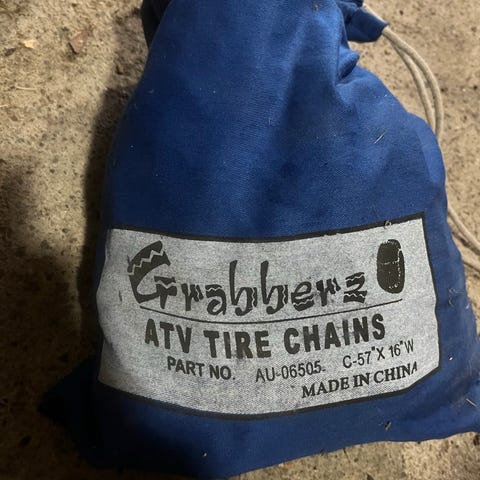 Grabberz
ATV TIRE CHAINS
PART NO. AU-06505- C-57"X 16"W
MADE IN CHINA